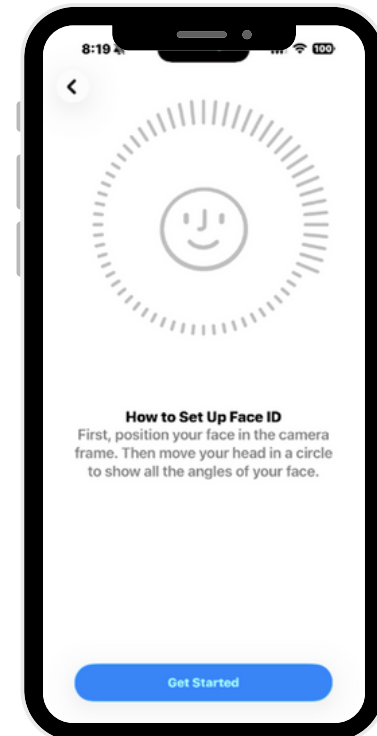 8:19
100
How to Set Up Face ID
First, position your face in the camera
frame. Then move your head in a circle
to show all the angles of your face.
Get Started